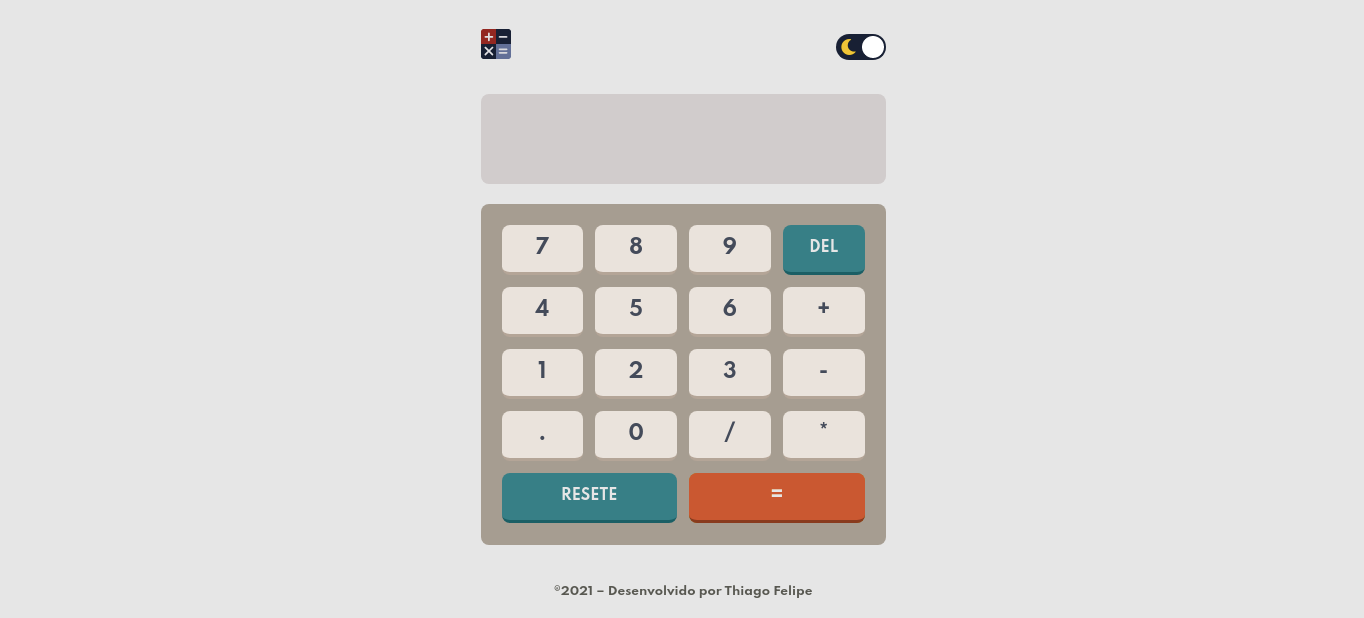 + −
× =
7 8 9 DEL
4 5 6 +
1 2 3 -
. 0 / *
RESETE =
©2021 – Desenvolvido por Thiago Felipe